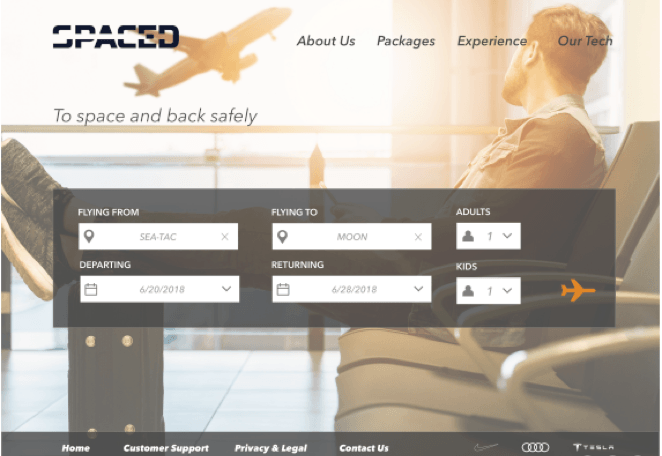 SPACED
About Us Packages Experience Our Tech
To space and back safely
FLYING FROM FLYING TO ADULTS
SEA-TAC MOON 1
DEPARTING RETURNING KIDS
6/20/2018 6/28/2018 1
Home Customer Support Privacy & Legal Contact Us TESLA